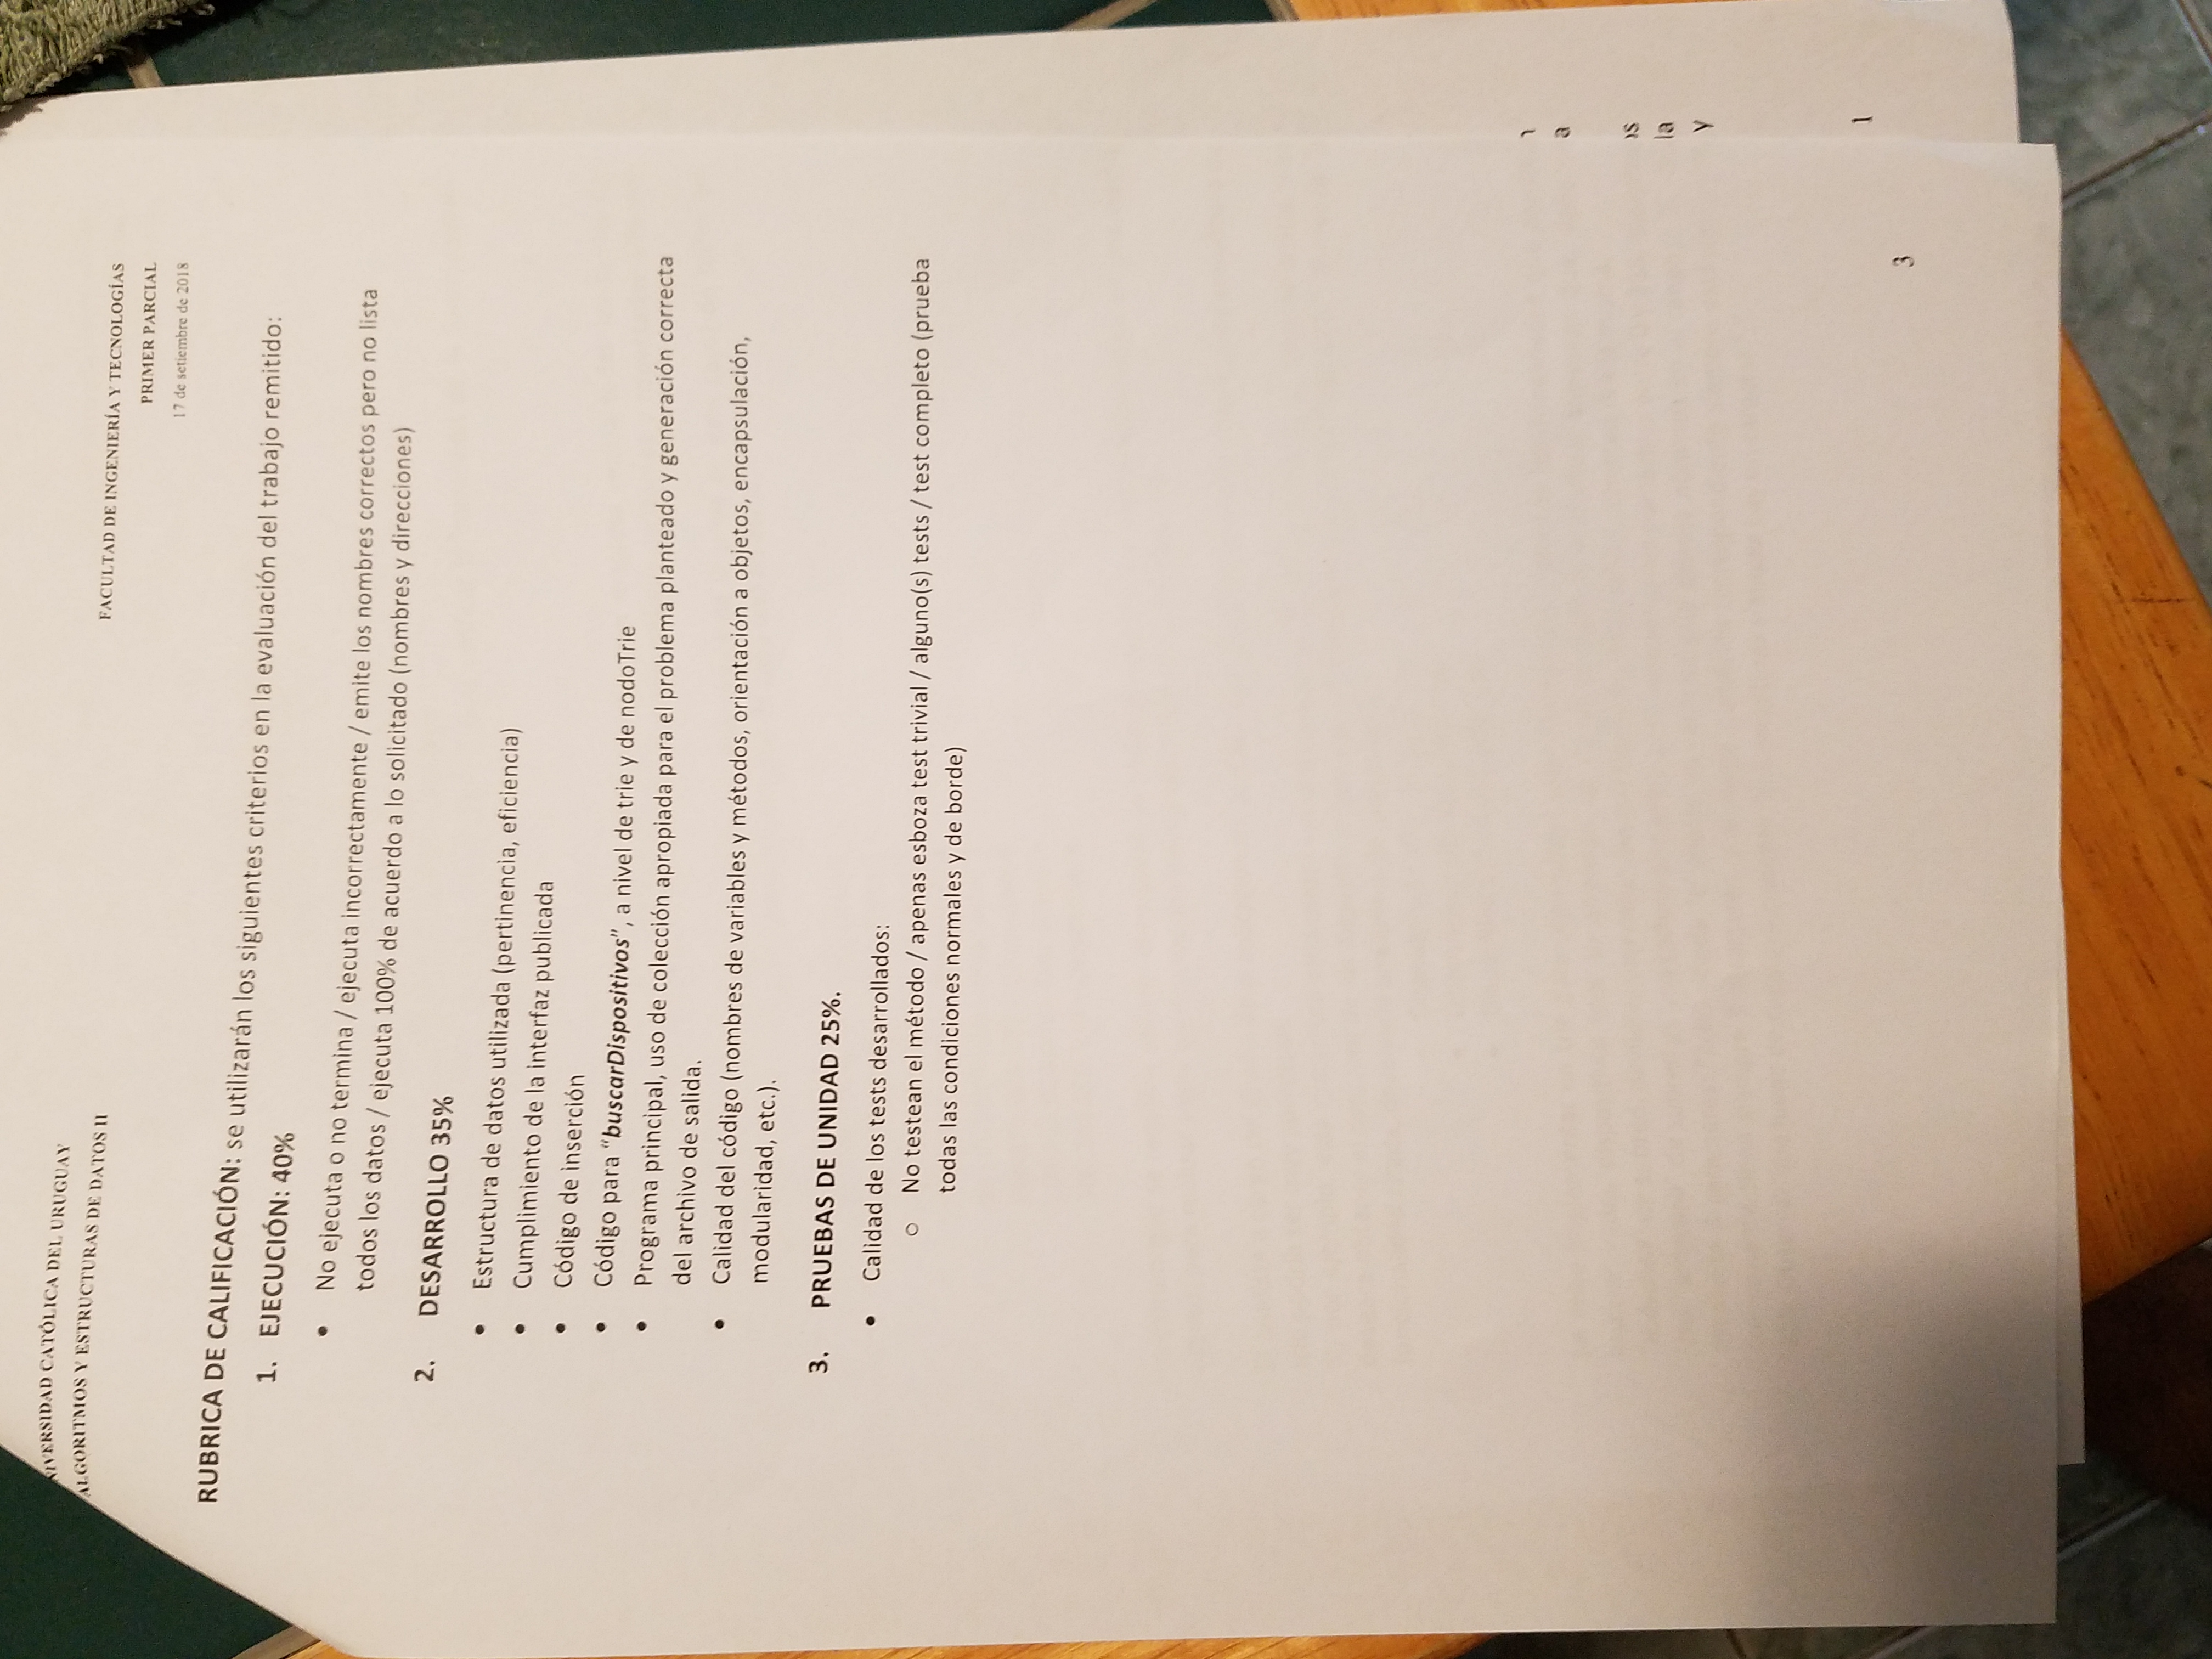 UNIVERSIDAD CATÓLICA DEL URUGUAY
ALGORITMOS Y ESTRUCTURAS DE DATOS II
FACULTAD DE INGENIERÍA Y TECNOLOGÍAS
PRIMER PARCIAL
17 de setiembre de 2018
RUBRICA DE CALIFICACIÓN: se utilizarán los siguientes criterios en la evaluación del trabajo remitido:
1. EJECUCIÓN: 40%
• No ejecuta o no termina / ejecuta incorrectamente / emite los nombres correctos pero no lista
todos los datos / ejecuta 100% de acuerdo a lo solicitado (nombres y direcciones)
2. DESARROLLO 35%
• Estructura de datos utilizada (pertinencia, eficiencia)
• Cumplimiento de la interfaz publicada
• Código de inserción
• Código para “buscarDispositivos”, a nivel de trie y de nodoTrie
• Programa principal, uso de colección apropiada para el problema planteado y generación correcta
del archivo de salida.
• Calidad del código (nombres de variables y métodos, orientación a objetos, encapsulación,
modularidad, etc.).
3. PRUEBAS DE UNIDAD 25%.
• Calidad de los tests desarrollados:
○ No testean el método / apenas esboza test trivial / alguno(s) tests / test completo (prueba
todas las condiciones normales y de borde)
a
la
y
1
3